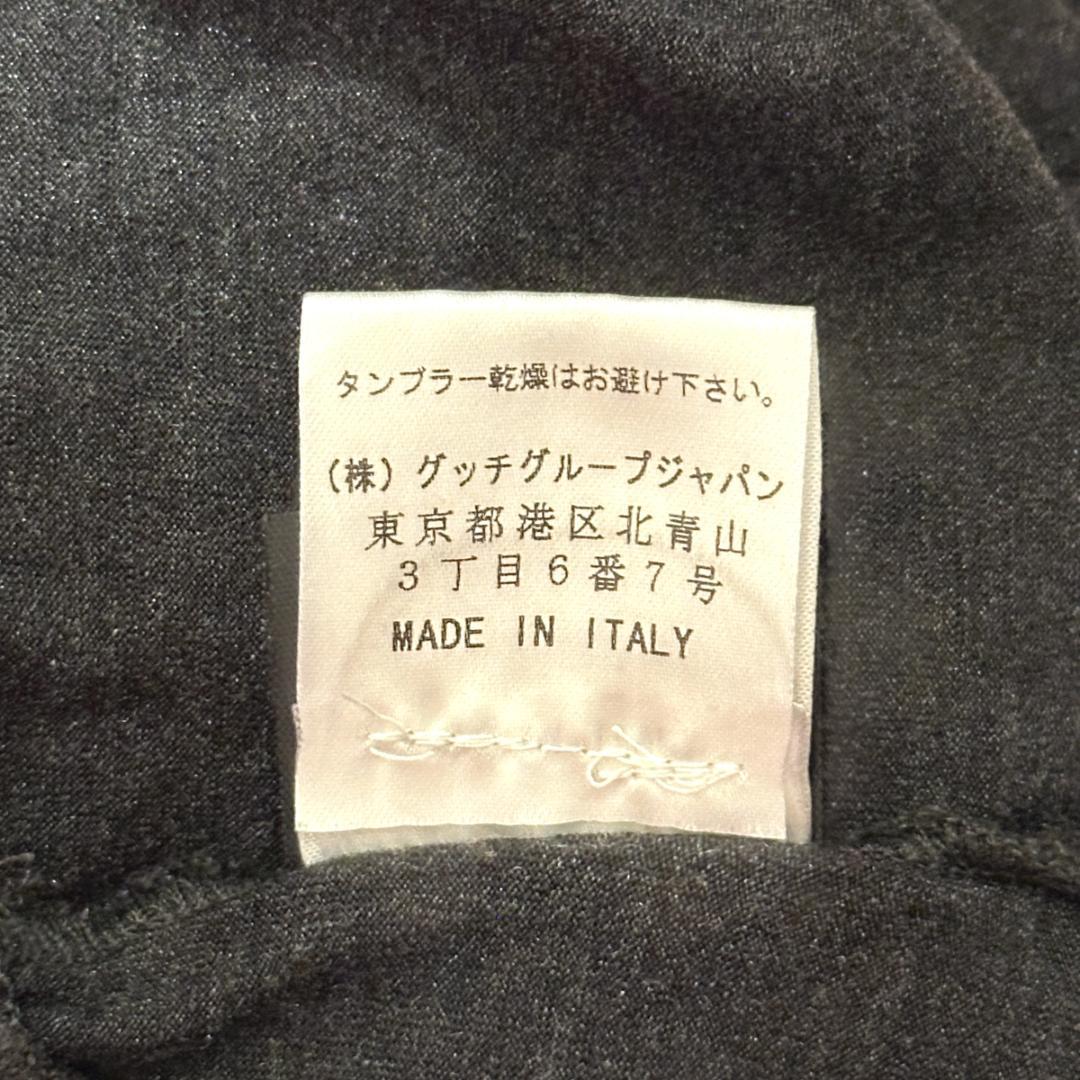 タンブラー乾燥はお避け下さい。
（株）グッチグループジャパン
東京都港区北青山
3丁目6番7号
MADE IN ITALY